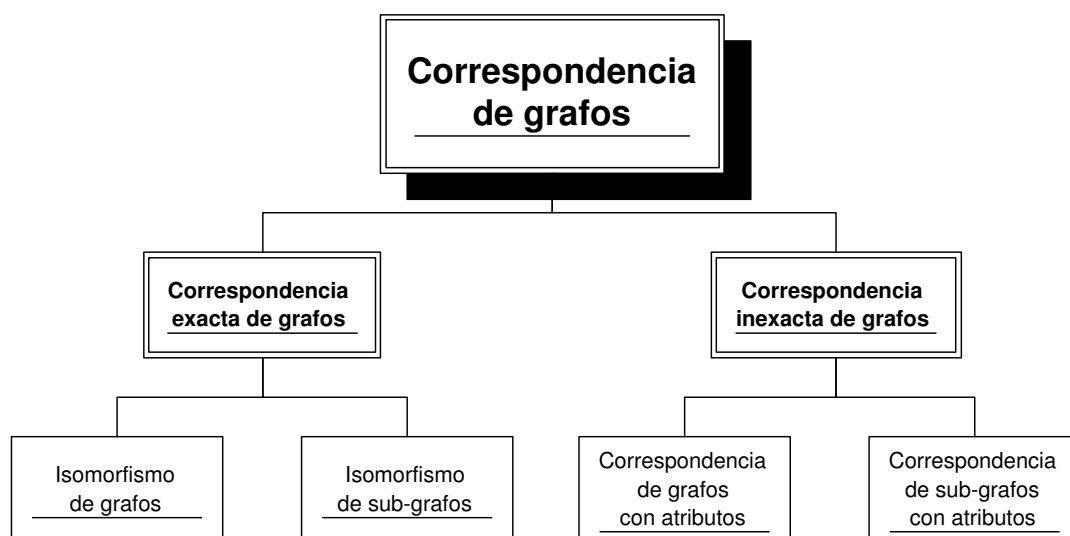 Correspondencia
de grafos
Correspondencia
exacta de grafos
Correspondencia
inexacta de grafos
Isomorfismo
de grafos
Isomorfismo
de sub-grafos
Correspondencia
de grafos
con atributos
Correspondencia
de sub-grafos
con atributos